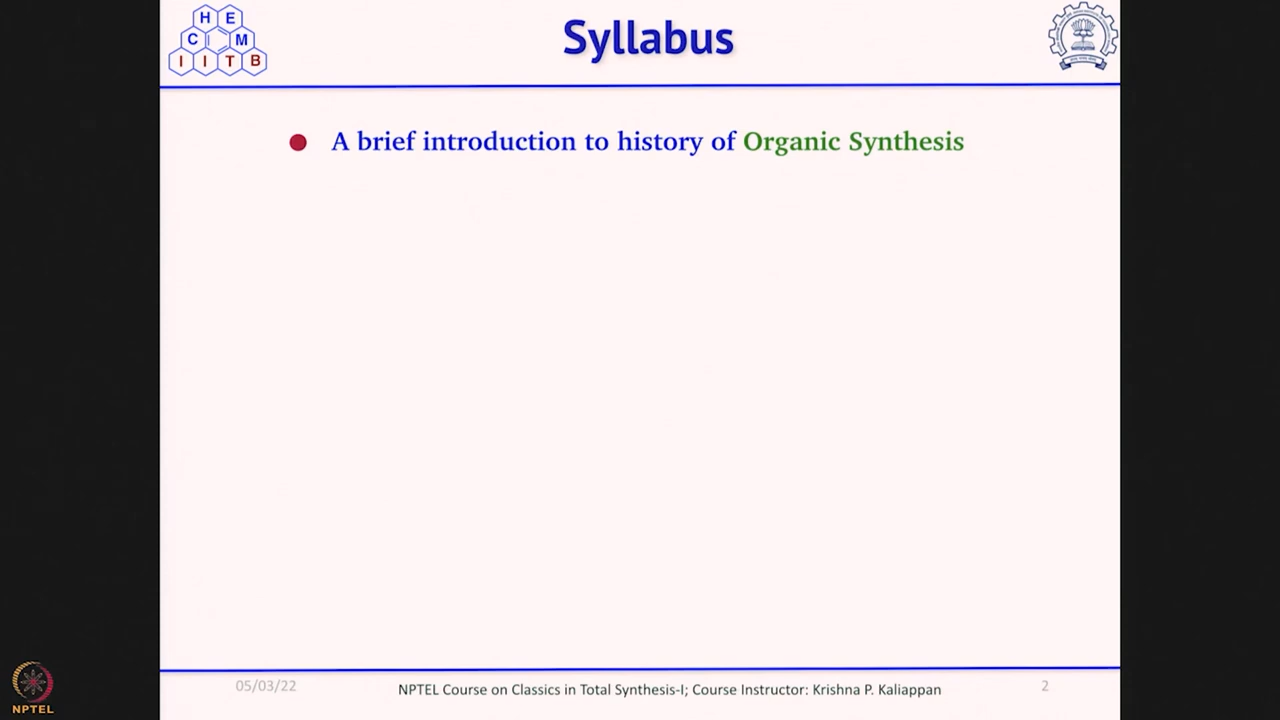 H E
C M
I I T B
Syllabus
A brief introduction to history of Organic Synthesis
05/03/22
NPTEL Course on Classics in Total Synthesis-I; Course Instructor: Krishna P. Kaliappan
2
NPTEL